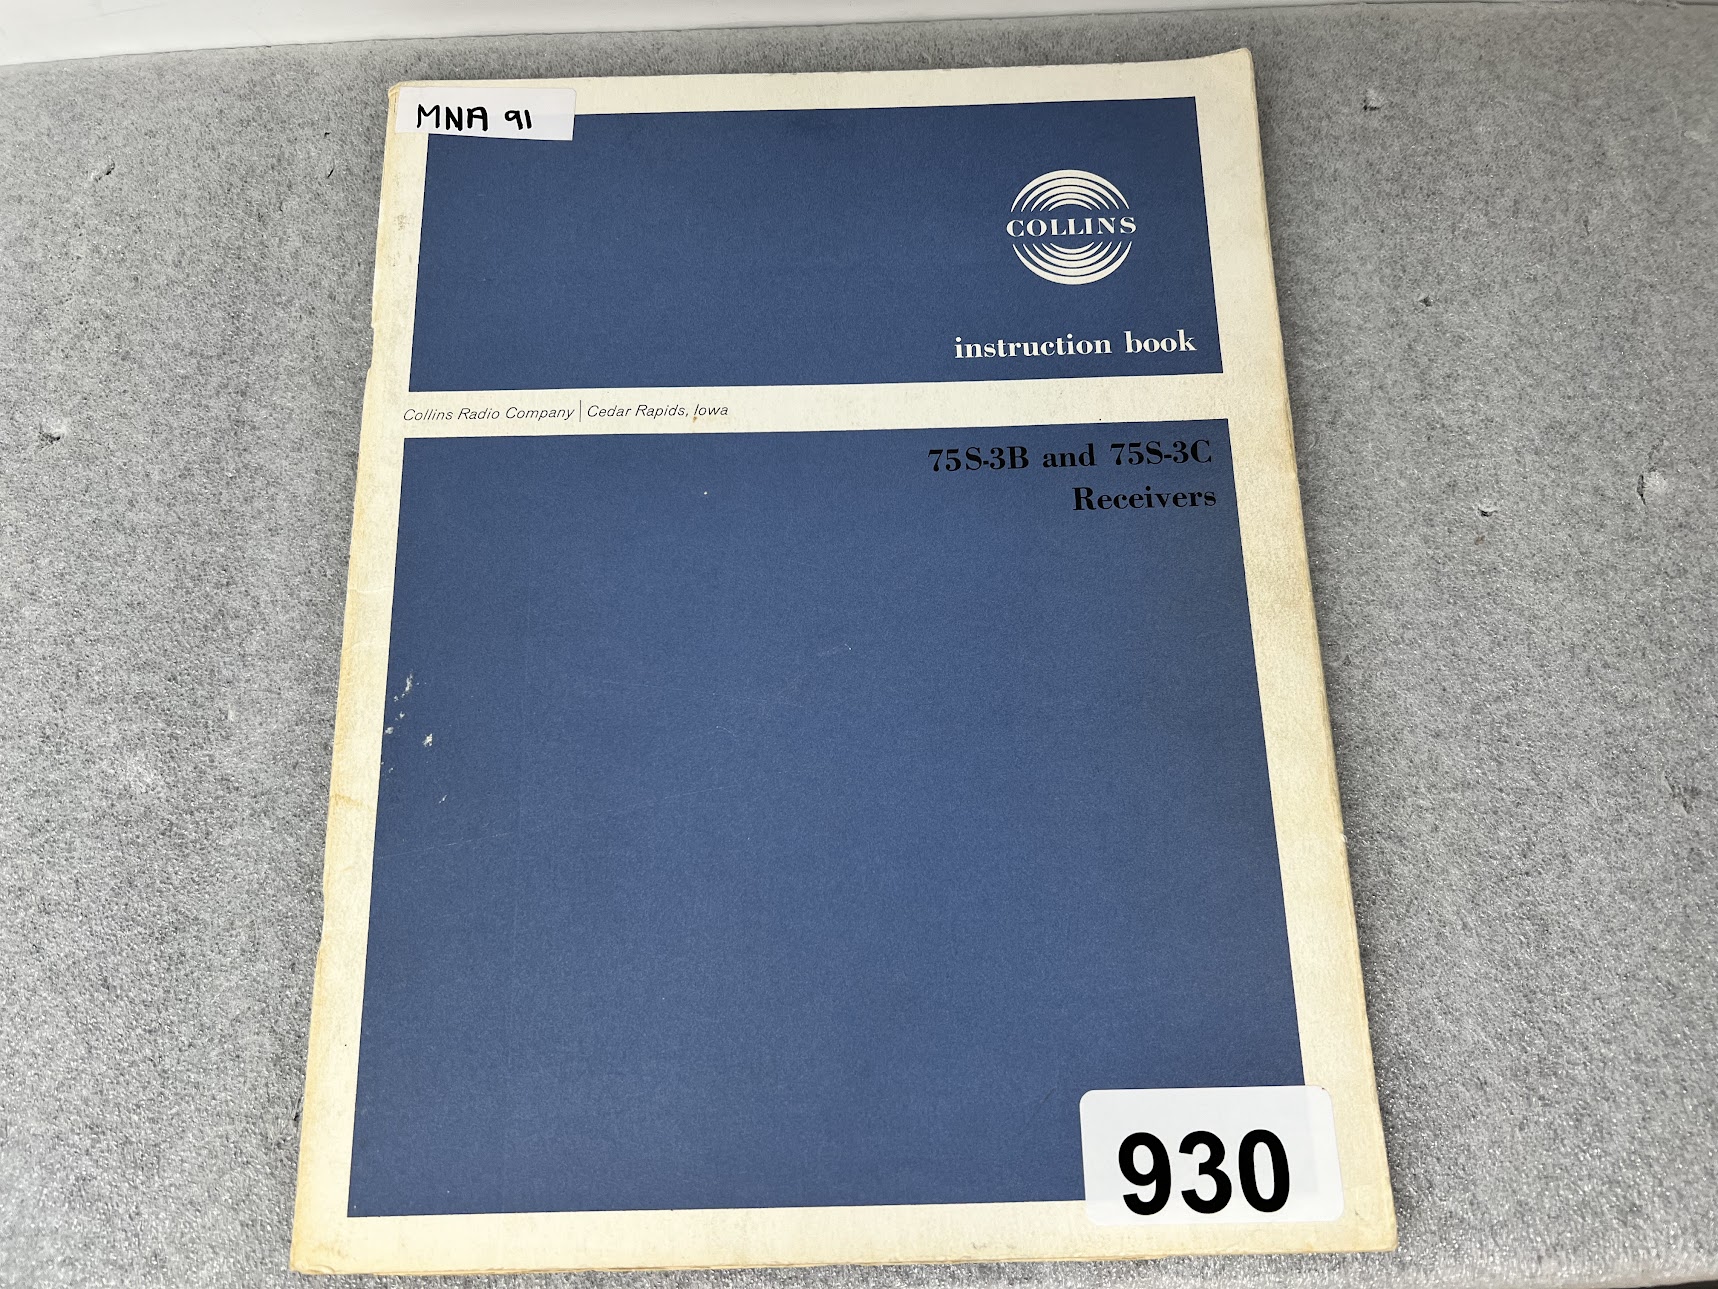 MNA 91
COLLINS
instruction book
Collins Radio Company | Cedar Rapids, Iowa
75S-3B and 75S-3C
Receivers
930